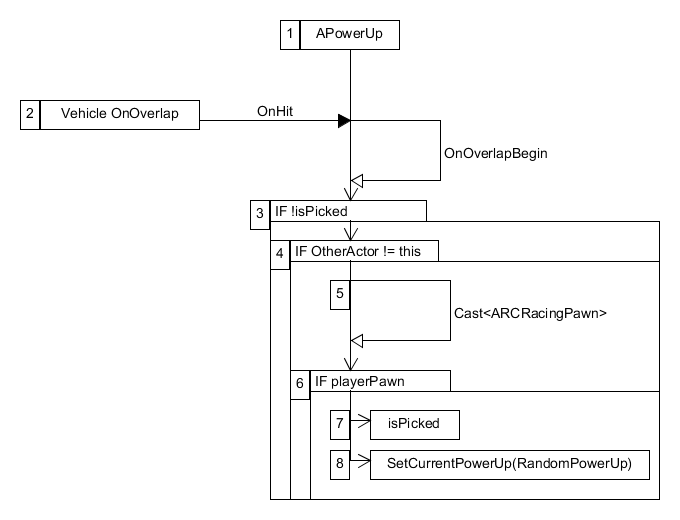 1 APowerUp
2 Vehicle OnOverlap
OnHit
OnOverlapBegin
3 IF !isPicked
4 IF OtherActor != this
5
Cast<ARCRacingPawn>
6 IF playerPawn
7 isPicked
8 SetCurrentPowerUp(RandomPowerUp)